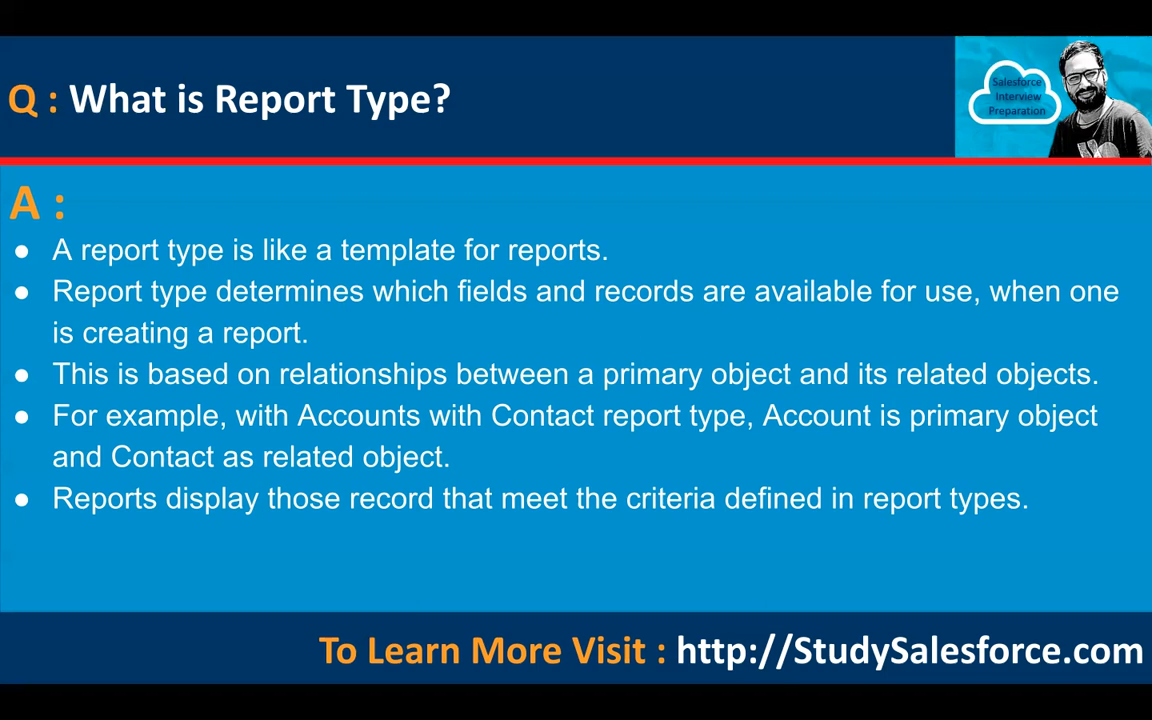 Q : What is Report Type?
Salesforce
Interview
Preparation
A :
● A report type is like a template for reports.
● Report type determines which fields and records are available for use, when one
is creating a report.
● This is based on relationships between a primary object and its related objects.
● For example, with Accounts with Contact report type, Account is primary object
and Contact as related object.
● Reports display those record that meet the criteria defined in report types.
To Learn More Visit : http://StudySalesforce.com